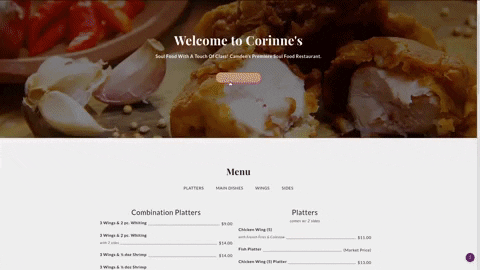 Welcome to Corinne's
Soul Food With A Touch Of Class! Camden's Premiere Soul Food Restaurant.
Menu
PLATTERS MAIN DISHES WINGS SIDES
Combination Platters
3 Wings & 2 pc. Whiting $9.00
3 Wings & 2 pc. Whiting
with 2 sides $14.00
3 Wings & ½ doz Shrimp $14.00
3 Wings & ½ doz Shrimp
Platters
comes w/ 2 sides
Chicken Wing (5)
with French Fries & Coleslaw $11.00
Fish Platter (Market Price)
Chicken Wing (5) Platter $13.00